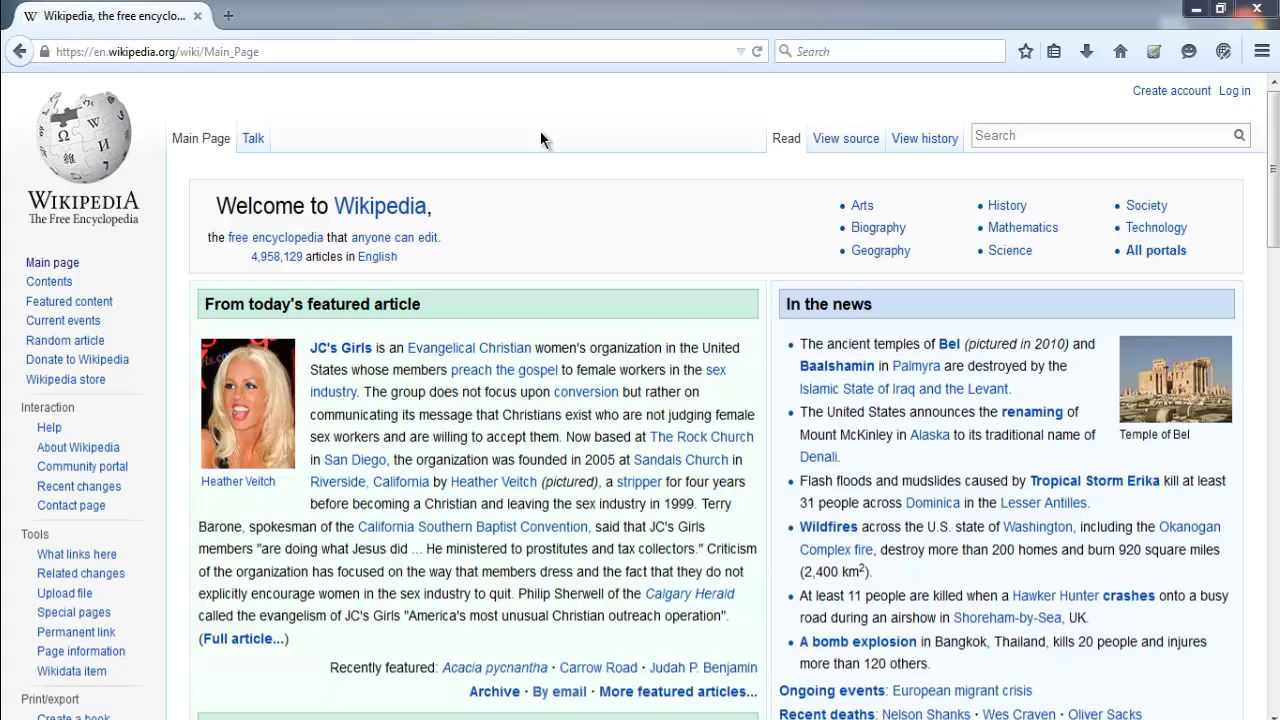 Wikipedia, the free encyclo...
https://en.wikipedia.org/wiki/Main_Page
Search
Create account Log in
Main Page Talk
Read View source View history
Search
WIKIPEDIA
The Free Encyclopedia
Main page
Contents
Featured content
Current events
Random article
Donate to Wikipedia
Wikipedia store
Interaction
Help
About Wikipedia
Community portal
Recent changes
Contact page
Tools
What links here
Related changes
Upload file
Special pages
Permanent link
Page information
Wikidata item
Print/export
Create a book
Welcome to Wikipedia,
the free encyclopedia that anyone can edit.
4,958,129 articles in English
• Arts
• Biography
• Geography
• History
• Mathematics
• Science
• Society
• Technology
• All portals
From today's featured article
JC's Girls is an Evangelical Christian women's organization in the United
States whose members preach the gospel to female workers in the sex
industry. The group does not focus upon conversion but rather on
communicating its message that Christians exist who are not judging female
sex workers and are willing to accept them. Now based at The Rock Church
in San Diego, the organization was founded in 2005 at Sandals Church in
Riverside, California by Heather Veitch (pictured), a stripper for four years
before becoming a Christian and leaving the sex industry in 1999. Terry
Barone, spokesman of the California Southern Baptist Convention, said that JC's Girls
members "are doing what Jesus did ... He ministered to prostitutes and tax collectors." Criticism
of the organization has focused on the way that members dress and the fact that they do not
explicitly encourage women in the sex industry to quit. Philip Sherwell of the Calgary Herald
called the evangelism of JC's Girls "America's most unusual Christian outreach operation".
(Full article...)
Heather Veitch
Recently featured: Acacia pycnantha · Carrow Road · Judah P. Benjamin
Archive · By email · More featured articles...
In the news
• The ancient temples of Bel (pictured in 2010) and
Baalshamin in Palmyra are destroyed by the
Islamic State of Iraq and the Levant.
• The United States announces the renaming of
Mount McKinley in Alaska to its traditional name of
Denali.
Temple of Bel
• Flash floods and mudslides caused by Tropical Storm Erika kill at least
31 people across Dominica in the Lesser Antilles.
• Wildfires across the U.S. state of Washington, including the Okanogan
Complex fire, destroy more than 200 homes and burn 920 square miles
(2,400 km²).
• At least 11 people are killed when a Hawker Hunter crashes onto a busy
road during an airshow in Shoreham-by-Sea, UK.
• A bomb explosion in Bangkok, Thailand, kills 20 people and injures
more than 120 others.
Ongoing events: European migrant crisis
Recent deaths: Nelson Shanks · Wes Craven · Oliver Sacks